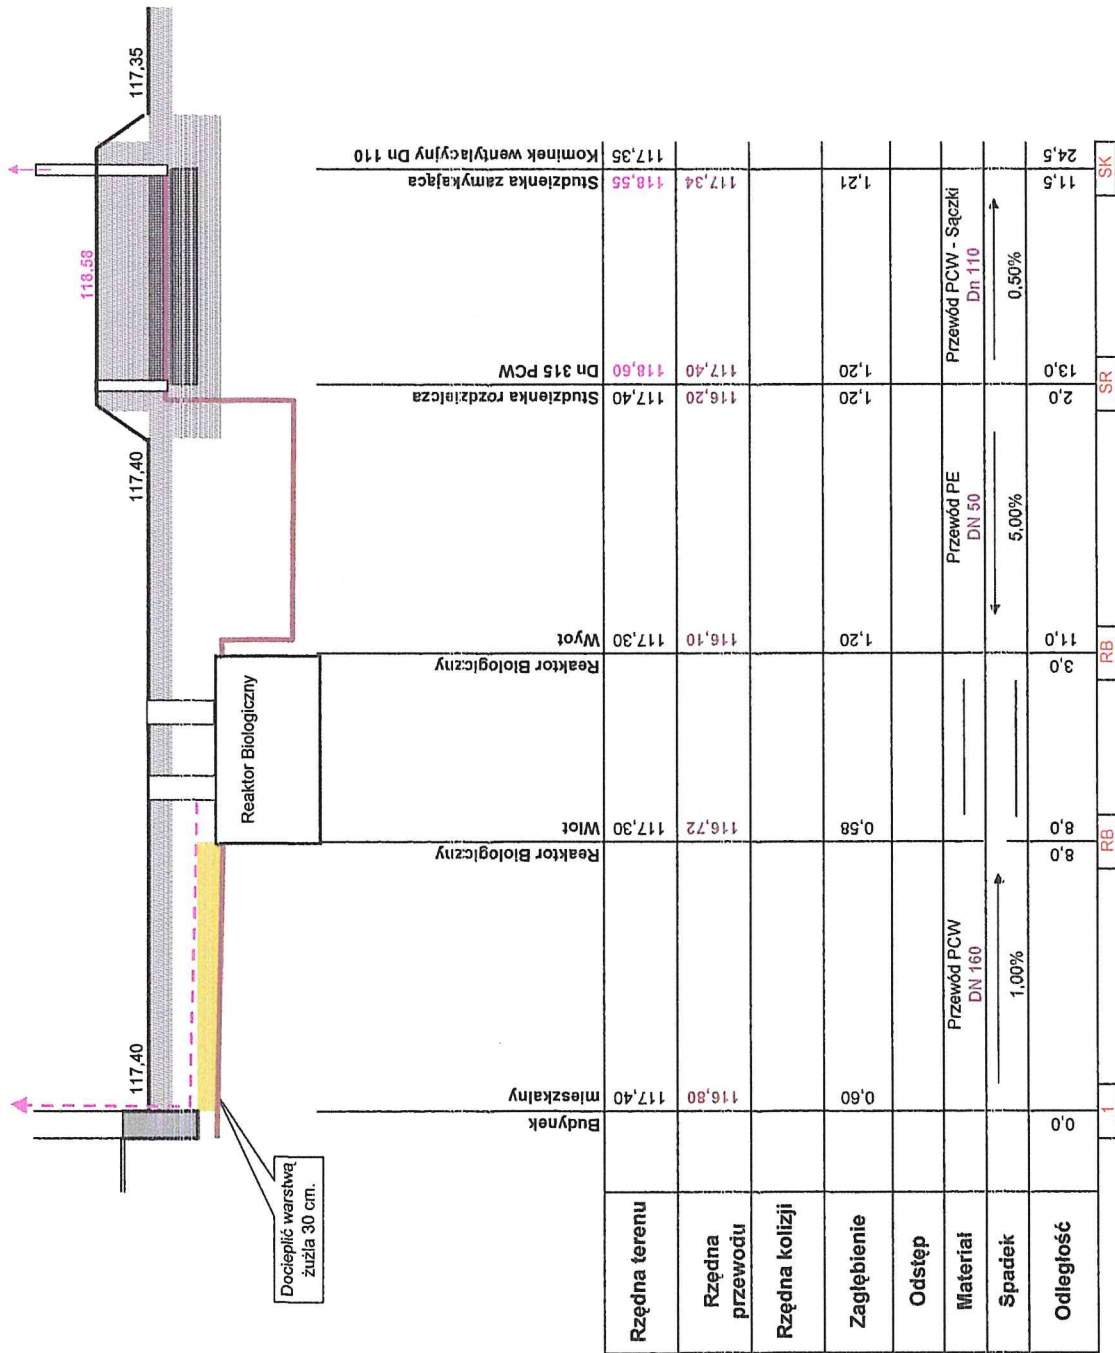 117,40
117,40
118,58
117,35
Docieplić warstwą
żużla 30 cm.
Reaktor Biologiczny
Budynek
mieszkalny
Reaktor Biologiczny
Wlot
Reaktor Biologiczny
Wyot
Studzienka rozdzielcza
Dn 315 PCW
Studzienka zamykająca
Kominek wentylacyjny Dn 110
Rzędna terenu
117,40
117,30
117,30
117,40
118,60
118,55
117,35
Rzędna
przewodu
116,80
116,72
116,10
116,20
117,40
117,34
Rzędna kolizji
Zagłębienie
0,60
0,58
1,20
1,20
1,20
1,21
Odstęp
Materiał
Przewód PCW
DN 160
Przewód PE
DN 50
Przewód PCW - Sączki
Dn 110
Spadek
1,00%
5,00%
0,50%
Odległość
0,0
8,0
8,0
3,0
11,0
2,0
13,0
11,5
24,5
1
RB
RB
SR
SK